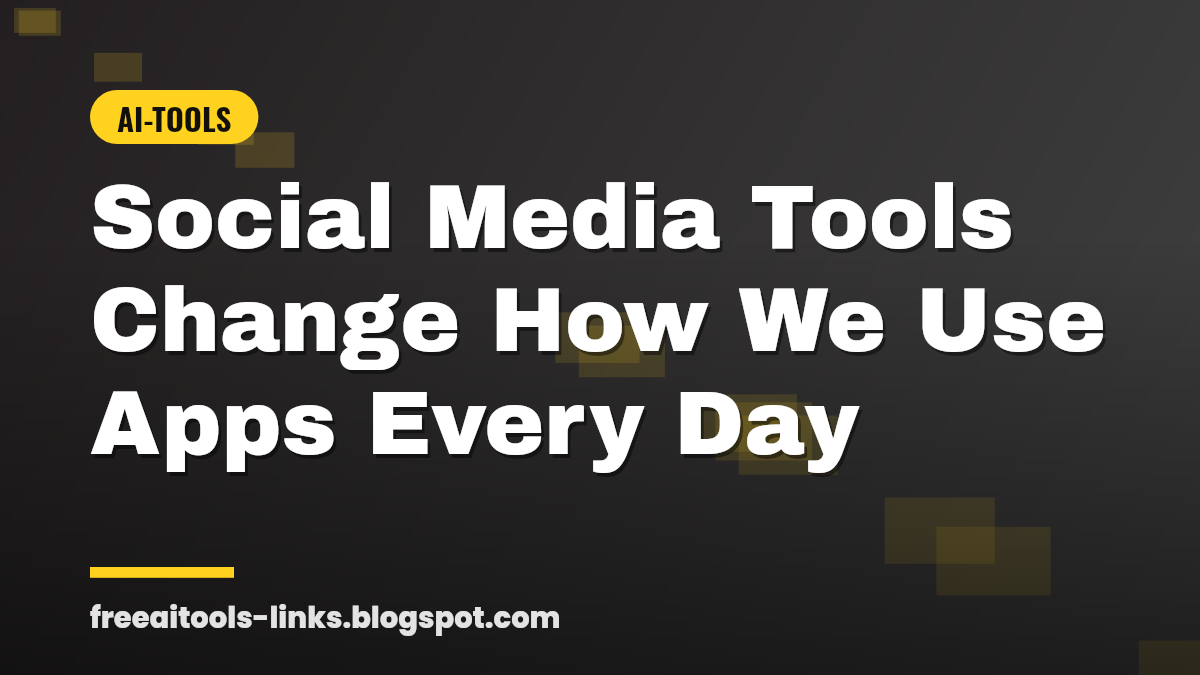 AI-TOOLS
Social Media Tools
Change How We Use
Apps Every Day
freeaitools-links.blogspot.com